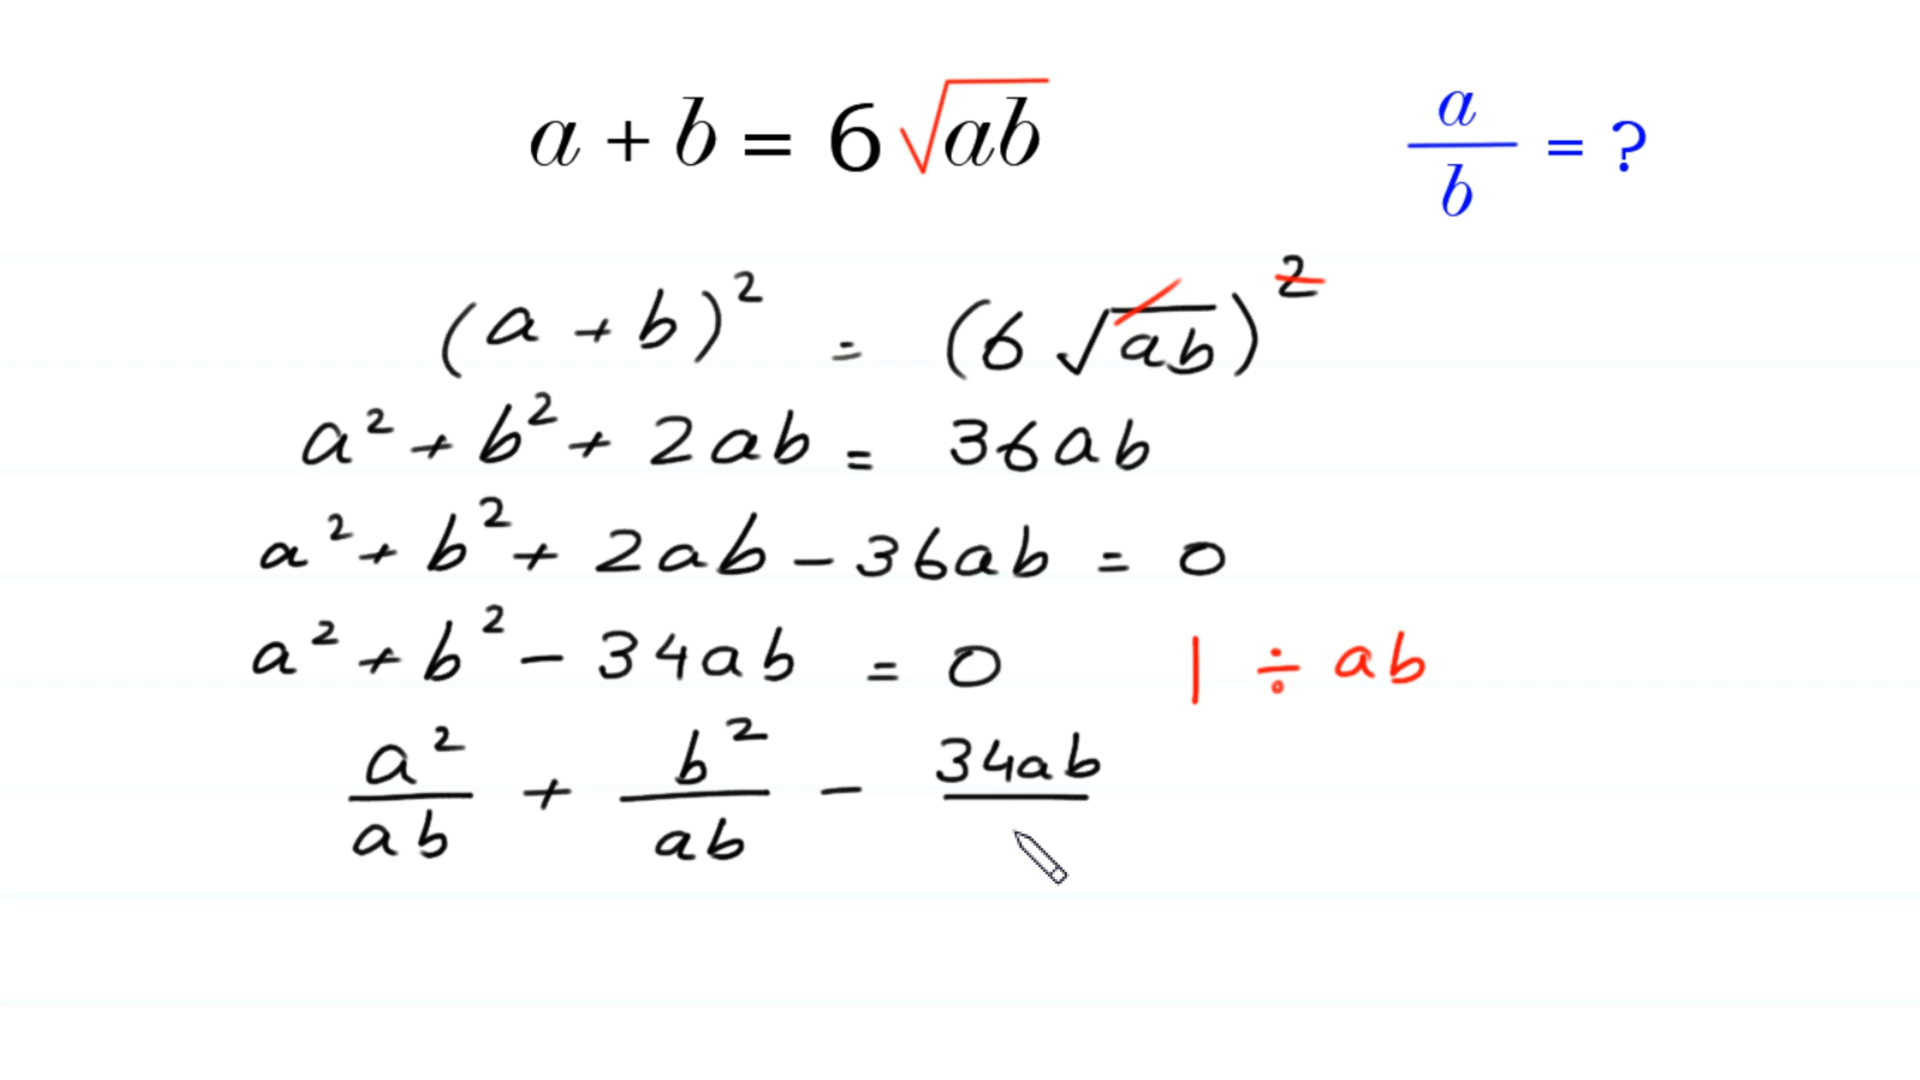 a + b = 6 √ab
a/b = ?
(a + b)² = (6 √ab)²
a² + b² + 2ab = 36ab
a² + b² + 2ab - 36ab = 0
a² + b² - 34ab = 0 | ÷ ab
a²/ab + b²/ab - 34ab/